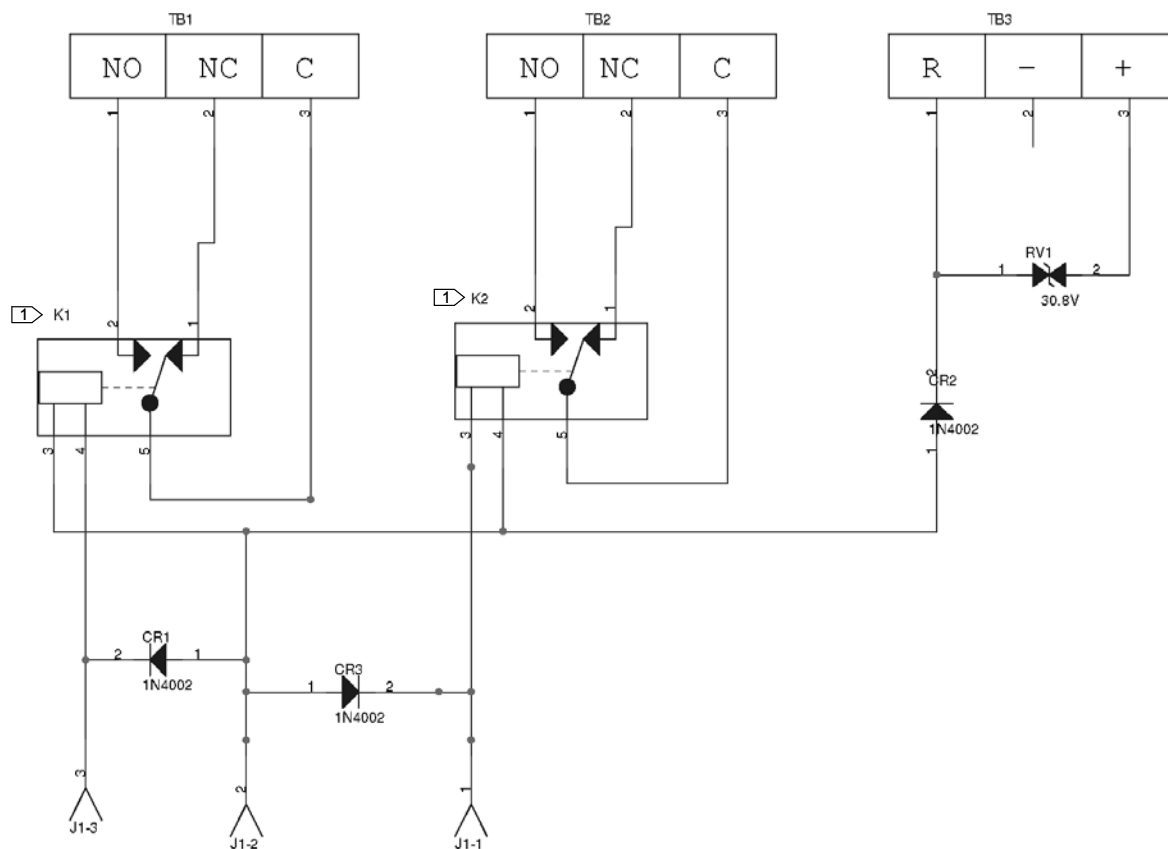 TB1 TB2 TB3
NO NC C NO NC C R - +
1 2 3 1 2 3 1 2 3
RV1
1 2
30.8V
1 K1 1 K2
2 1 2 1
2
CR2
1N4002
1
3 4 5 3 4 5
CR1
2 1
1N4002
CR3
1 2
1N4002
3 2 1
J1-3 J1-2 J1-1